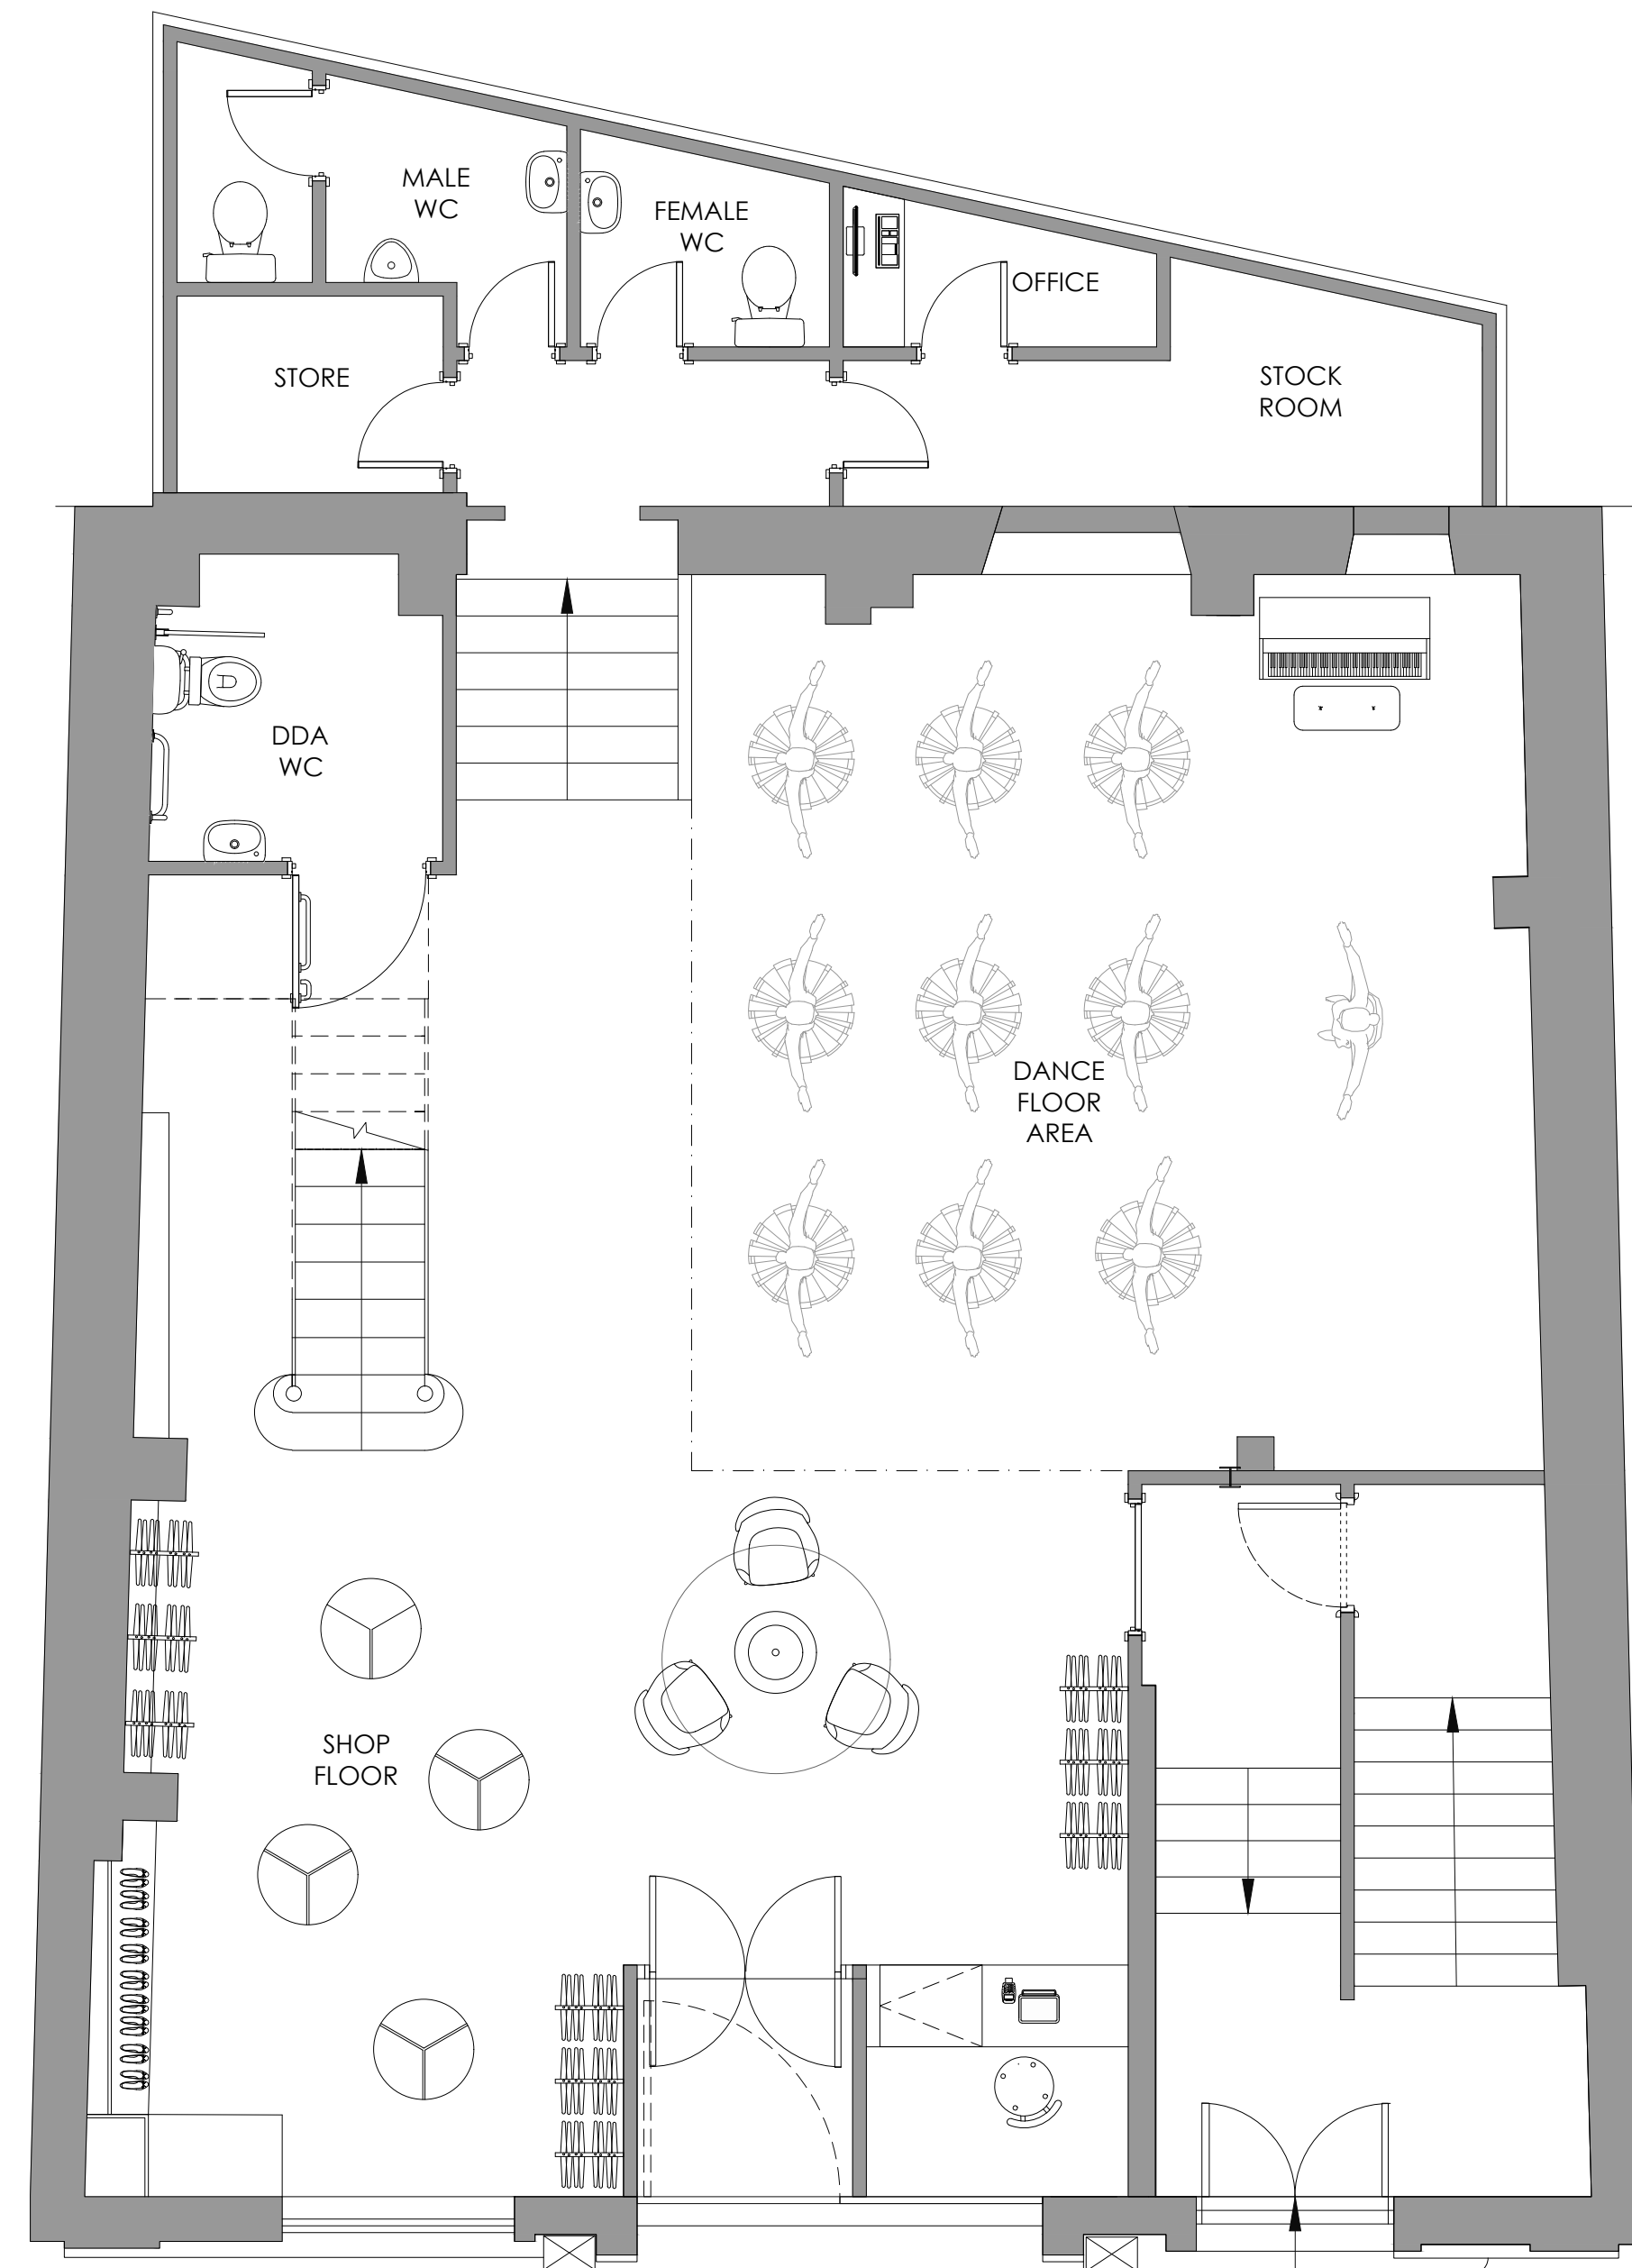 MALE
WC
FEMALE
WC
OFFICE
STORE
STOCK
ROOM
DDA
WC
DANCE
FLOOR
AREA
SHOP
FLOOR